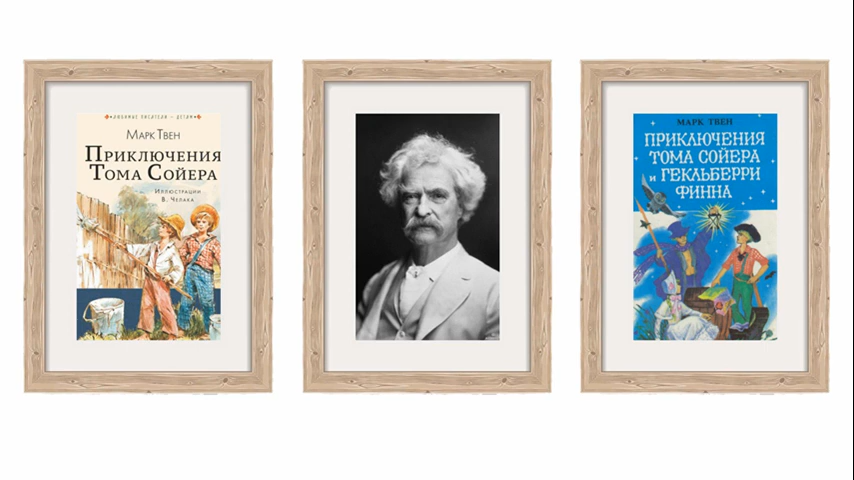 ЛЮБИМЫЕ ПИСАТЕЛИ – ДЕТЯМ
МАРК ТВЕН
ПРИКЛЮЧЕНИЯ
ТОМА СОЙЕРА
ИЛЛЮСТРАЦИИ
В. ЧЕЛАКА
МАРК ТВЕН
ПРИКЛЮЧЕНИЯ
ТОМА СОЙЕРА
И ГЕКЛЬБЕРРИ
ФИННА